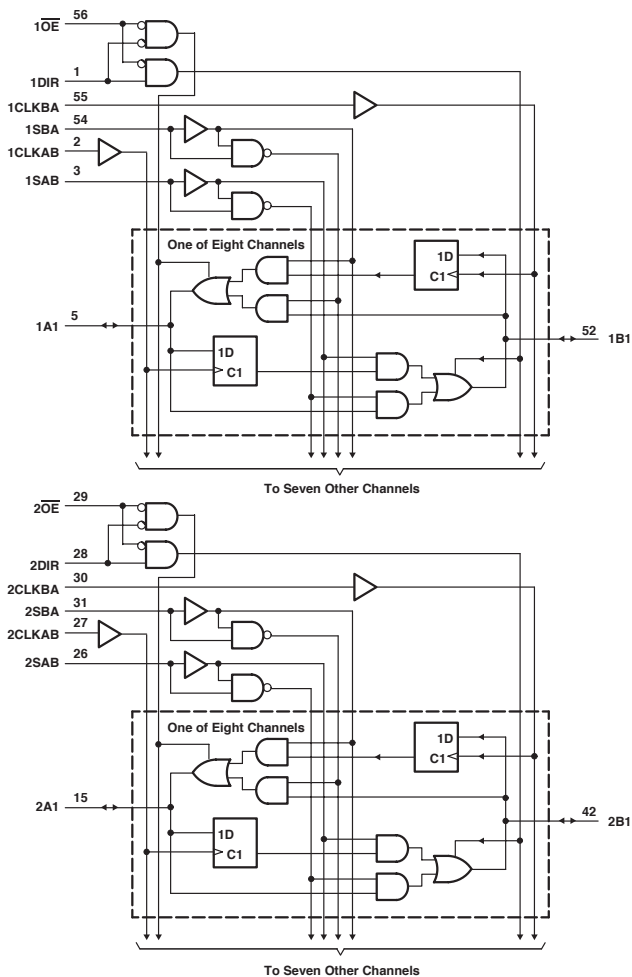 1O̅E̅ 56
1DIR 1
1CLKBA 55
1SBA 54
1CLKAB 2
1SAB 3
One of Eight Channels
1D
C1
1A1 5
52 1B1
1D
C1
To Seven Other Channels
2O̅E̅ 29
2DIR 28
2CLKBA 30
2SBA 31
2CLKAB 27
2SAB 26
One of Eight Channels
1D
C1
2A1 15
42 2B1
1D
C1
To Seven Other Channels